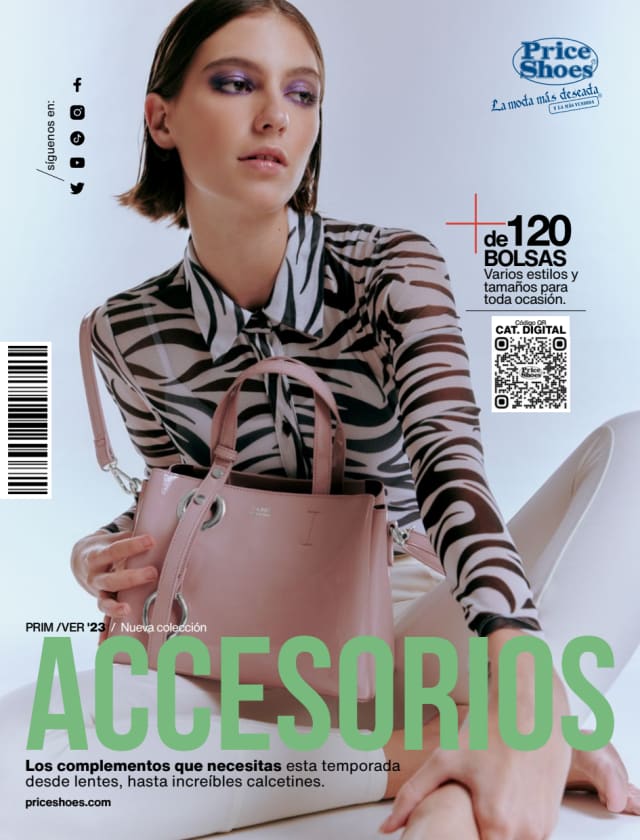 síguenos en:
Price
Shoes
La moda más deseada
Y LA MÁS VENDIDA
+ de 120
BOLSAS
Varios estilos y
tamaños para
toda ocasión.
Código QR
CAT. DIGITAL
Price
Shoes
PRIM /VER '23 / Nueva colección
ACCESORIOS
Los complementos que necesitas esta temporada
desde lentes, hasta increíbles calcetines.
priceshoes.com